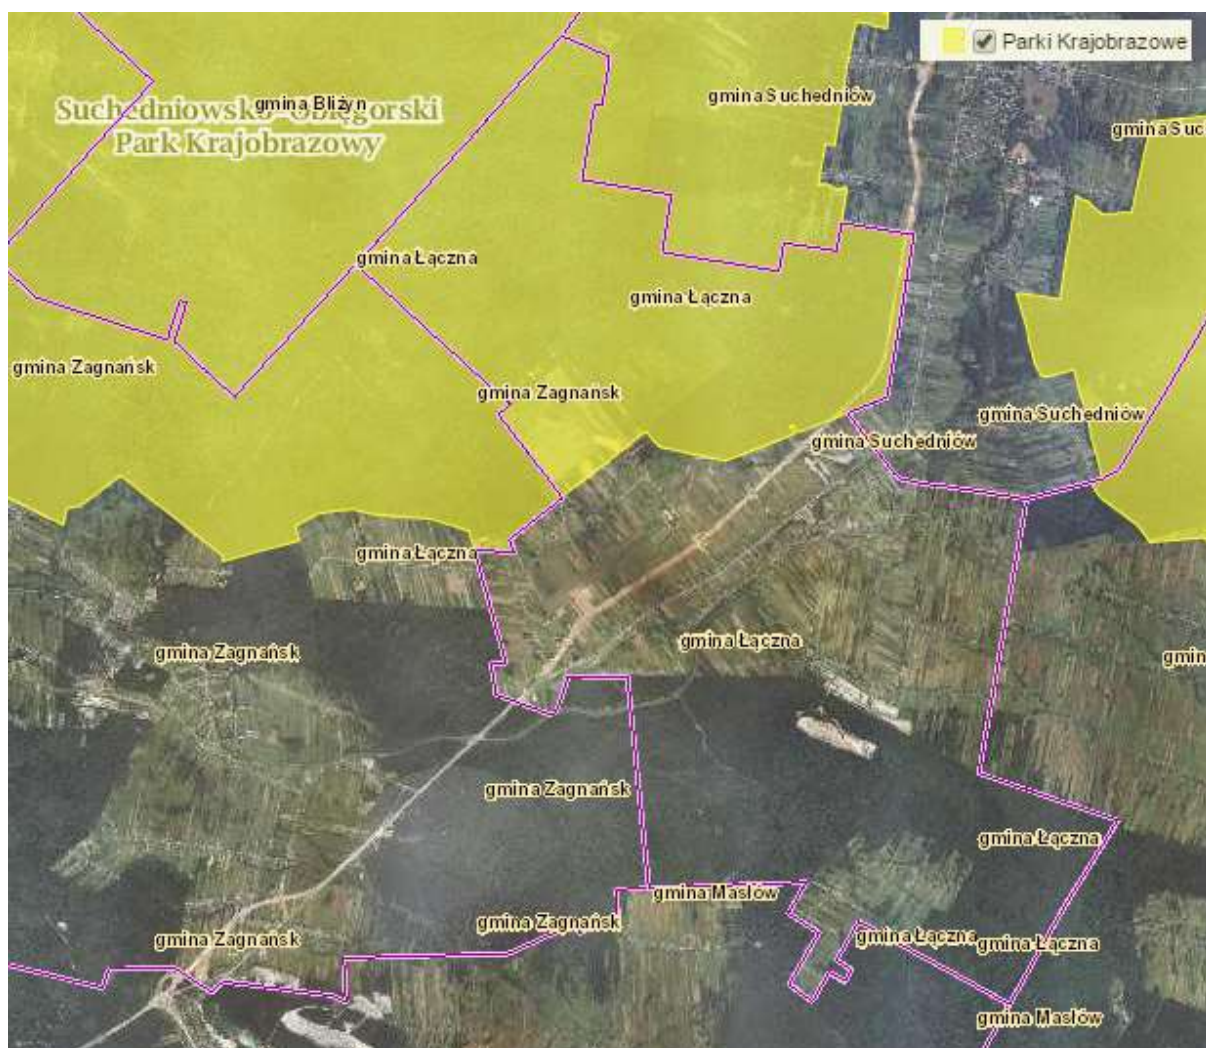 Parki Krajobrazowe
gmina Suchedniów
gmina Bliżyn
Suchedniowsko-Oblęgorski
Park Krajobrazowy
gmina Suc
gmina Łączna
gmina Łączna
gmina Zagnańsk
gmina Zagnańsk
gmina Suchedniów
gmina Suchedniów
gmina Łączna
gmina Łączna
gmina Zagnańsk
gmin
gmina Zagnańsk
gmina Łączna
gmina Masłów
gmina Zagnańsk
gmina Zagnańsk
gmina Łączna
gmina Łączna
gmina Masłów